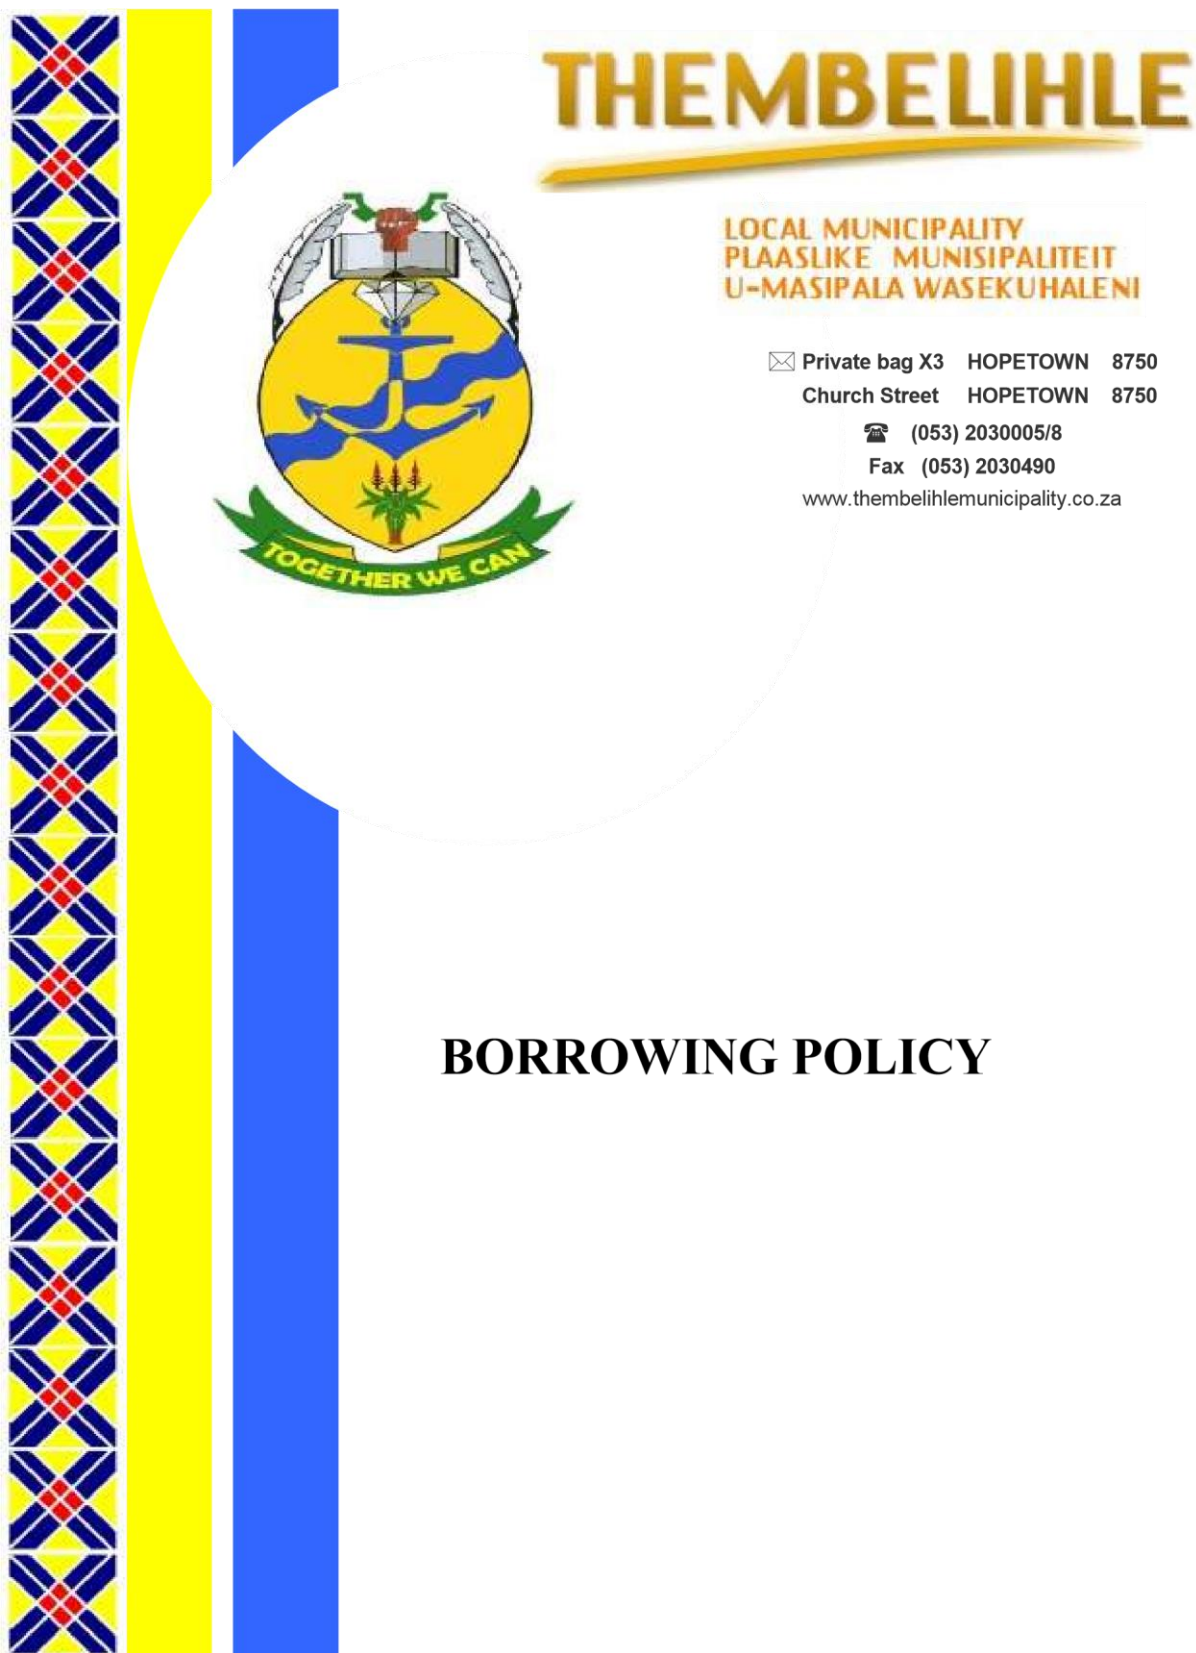 THEMBELIHLE
LOCAL MUNICIPALITY
PLAASLIKE MUNISIPALITEIT
U-MASIPALA WASEKUHALENI
Private bag X3 HOPETOWN 8750
Church Street HOPETOWN 8750
(053) 2030005/8
Fax (053) 2030490
www.thembelihlemunicipality.co.za
TOGETHER WE CAN
BORROWING POLICY